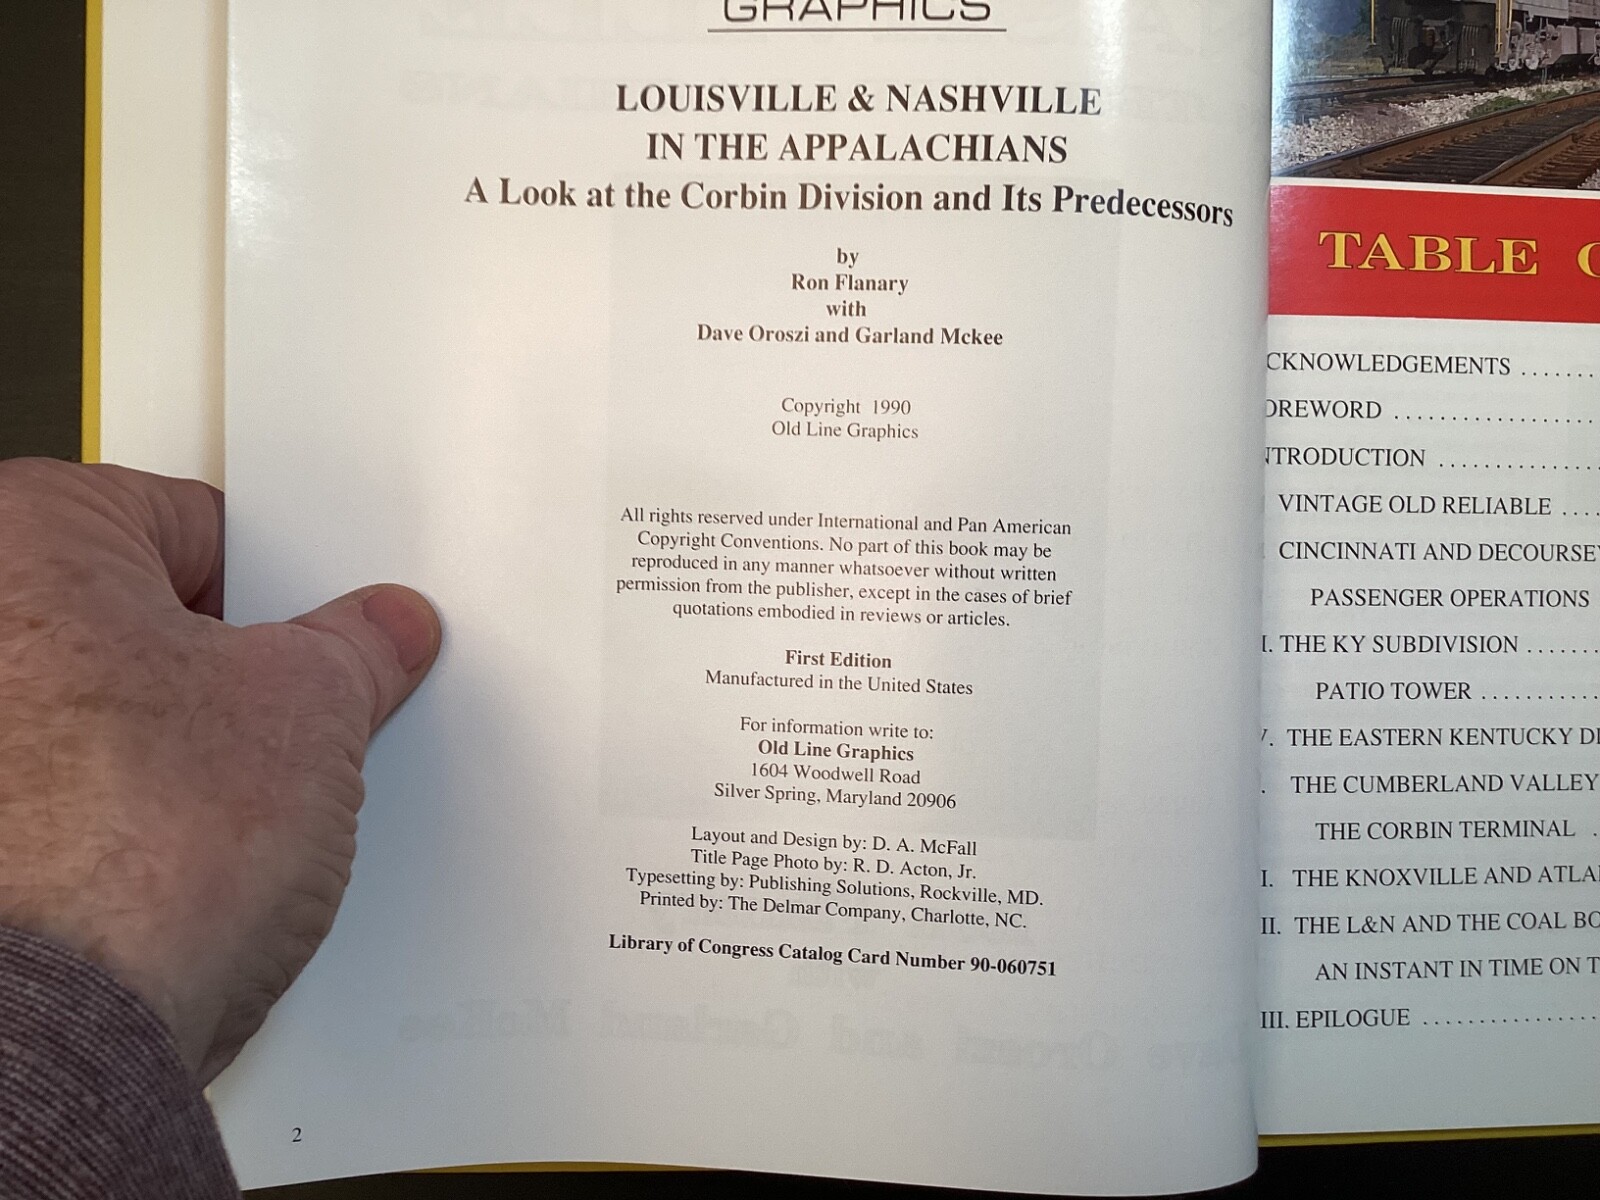 GRAPHICS
LOUISVILLE & NASHVILLE
IN THE APPALACHIANS
A Look at the Corbin Division and Its Predecessors
by
Ron Flanary
with
Dave Oroszi and Garland Mckee
Copyright 1990
Old Line Graphics
All rights reserved under International and Pan American
Copyright Conventions. No part of this book may be
reproduced in any manner whatsoever without written
permission from the publisher, except in the cases of brief
quotations embodied in reviews or articles.
First Edition
Manufactured in the United States
For information write to:
Old Line Graphics
1604 Woodwell Road
Silver Spring, Maryland 20906
Layout and Design by: D. A. McFall
Title Page Photo by: R. D. Acton, Jr.
Typesetting by: Publishing Solutions, Rockville, MD.
Printed by: The Delmar Company, Charlotte, NC.
Library of Congress Catalog Card Number 90-060751
2
TABLE
CKNOWLEDGEMENTS ........
OREWORD ..................
NTRODUCTION ..............
VINTAGE OLD RELIABLE ....
CINCINNATI AND DECOURSEY
PASSENGER OPERATIONS
I. THE KY SUBDIVISION .......
PATIO TOWER ..........
V. THE EASTERN KENTUCKY DI
. THE CUMBERLAND VALLEY
THE CORBIN TERMINAL .
I. THE KNOXVILLE AND ATLA
II. THE L&N AND THE COAL BO
AN INSTANT IN TIME ON T
III. EPILOGUE ................